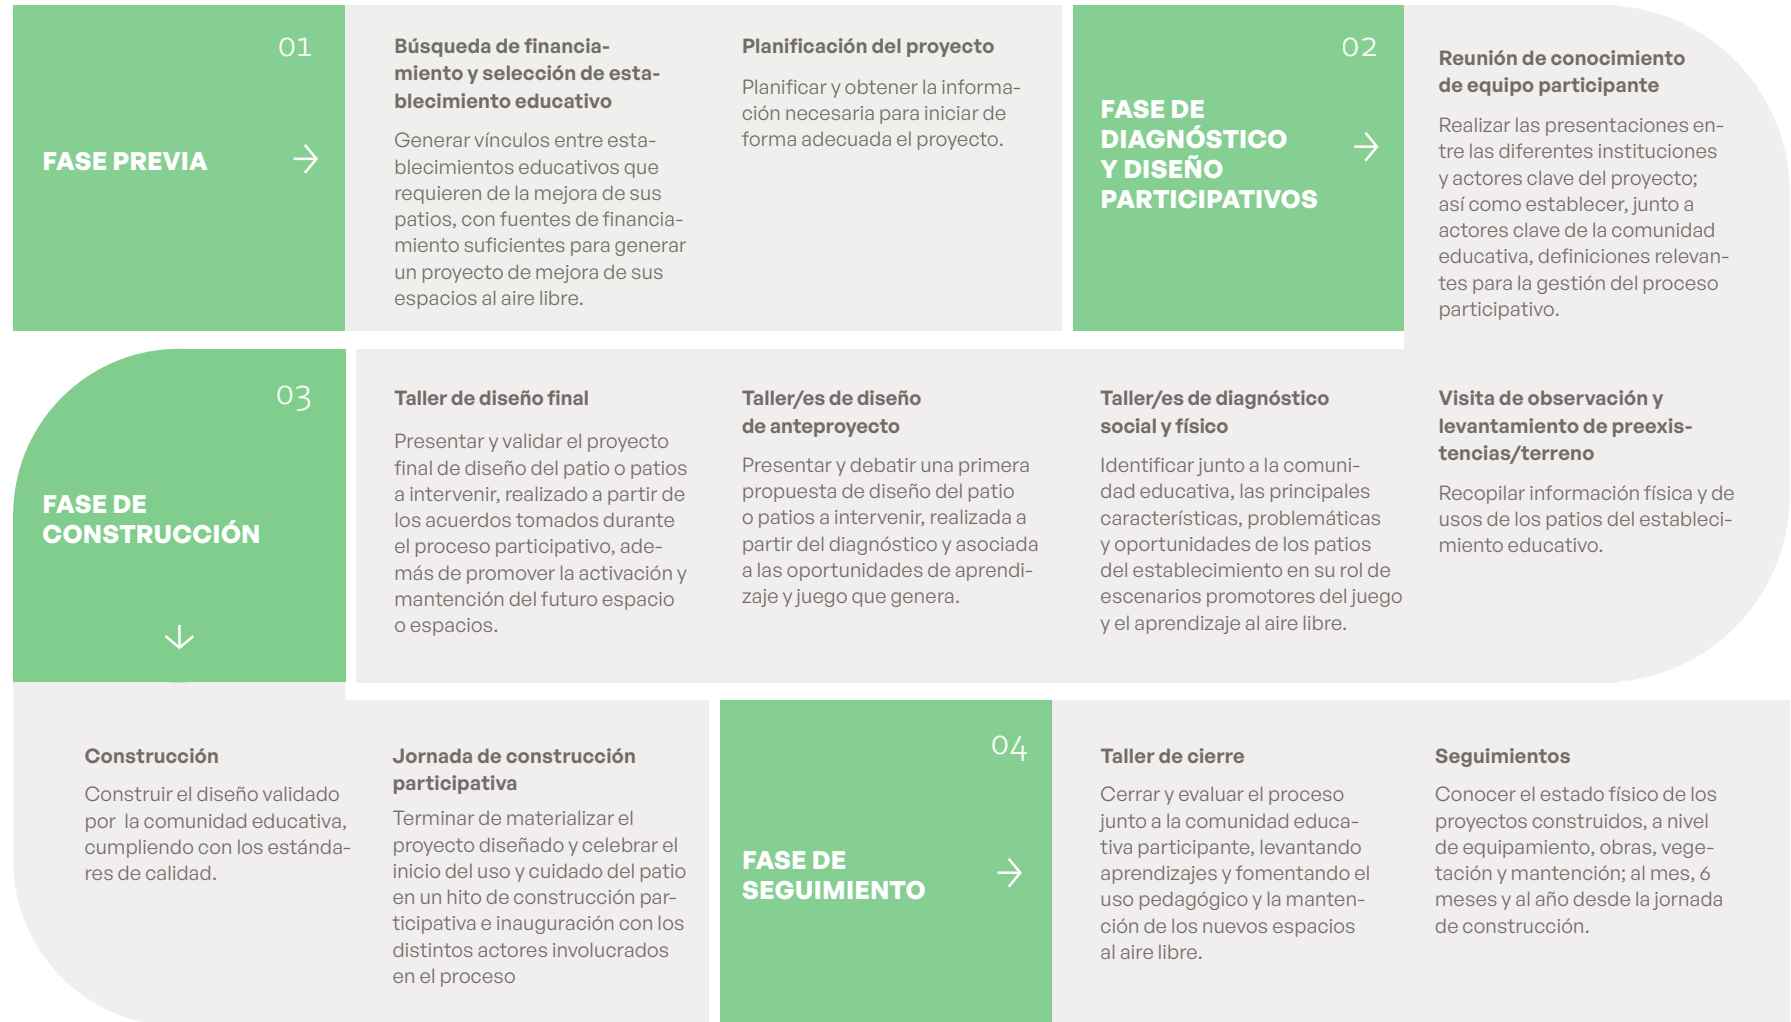 01
FASE PREVIA
Búsqueda de financia-
miento y selección de esta-
blecimiento educativo
Generar vínculos entre esta-
blecimientos educativos que
requieren de la mejora de sus
patios, con fuentes de financia-
miento suficientes para generar
un proyecto de mejora de sus
espacios al aire libre.
Planificación del proyecto
Planificar y obtener la informa-
ción necesaria para iniciar de
forma adecuada el proyecto.
02
FASE DE
DIAGNÓSTICO
Y DISEÑO
PARTICIPATIVOS
Reunión de conocimiento
de equipo participante
Realizar las presentaciones en-
tre las diferentes instituciones
y actores clave del proyecto;
así como establecer, junto a
actores clave de la comunidad
educativa, definiciones relevan-
tes para la gestión del proceso
participativo.
Visita de observación y
levantamiento de preexis-
tencias/terreno
Recopilar información física y de
usos de los patios del estableci-
miento educativo.
Taller/es de diagnóstico
social y físico
Identificar junto a la comuni-
dad educativa, las principales
características, problemáticas
y oportunidades de los patios
del establecimiento en su rol de
escenarios promotores del juego
y el aprendizaje al aire libre.
Taller/es de diseño
de anteproyecto
Presentar y debatir una primera
propuesta de diseño del patio
o patios a intervenir, realizada a
partir del diagnóstico y asociada
a las oportunidades de aprendi-
zaje y juego que genera.
Taller de diseño final
Presentar y validar el proyecto
final de diseño del patio o patios
a intervenir, realizado a partir de
los acuerdos tomados durante
el proceso participativo, ade-
más de promover la activación y
mantención del futuro espacio
o espacios.
03
FASE DE
CONSTRUCCIÓN
Construcción
Construir el diseño validado
por la comunidad educativa,
cumpliendo con los estánda-
res de calidad.
Jornada de construcción
participativa
Terminar de materializar el
proyecto diseñado y celebrar el
inicio del uso y cuidado del patio
en un hito de construcción par-
ticipativa e inauguración con los
distintos actores involucrados
en el proceso
04
FASE DE
SEGUIMIENTO
Taller de cierre
Cerrar y evaluar el proceso
junto a la comunidad educa-
tiva participante, levantando
aprendizajes y fomentando el
uso pedagógico y la manten-
ción de los nuevos espacios
al aire libre.
Seguimientos
Conocer el estado físico de los
proyectos construidos, a nivel
de equipamiento, obras, vege-
tación y mantención; al mes, 6
meses y al año desde la jornada
de construcción.